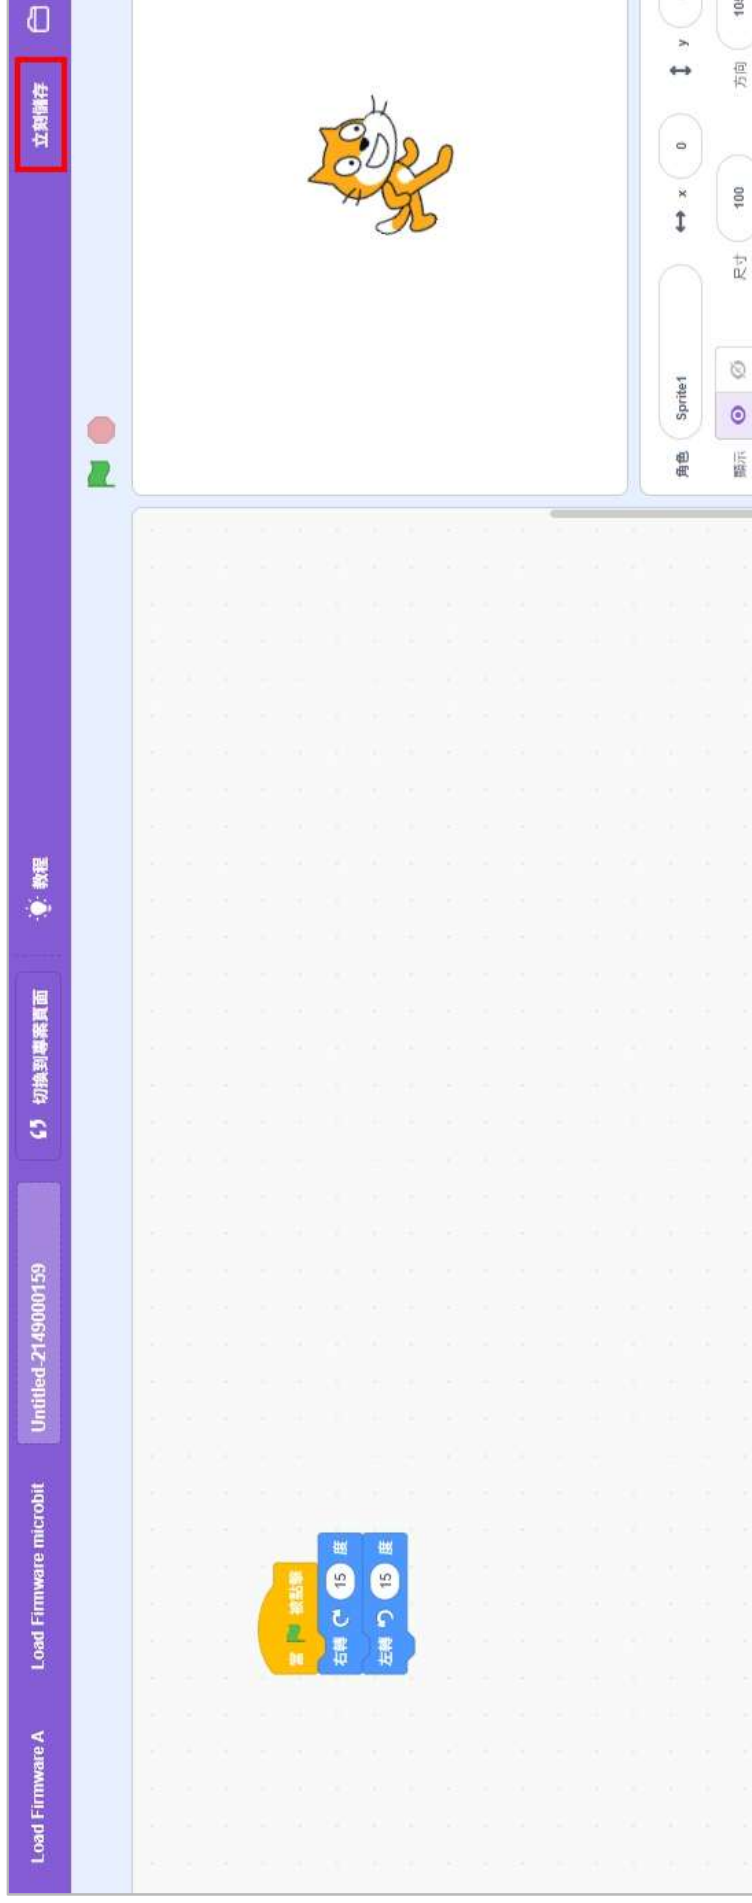 Load Firmware A
Load Firmware microbit
Untitled-2149000159
切換到專案頁面
教程
立刻儲存
當 被點擊
右轉 15 度
左轉 15 度
角色 Sprite1 x 0 y
顯示 尺寸 100 方向